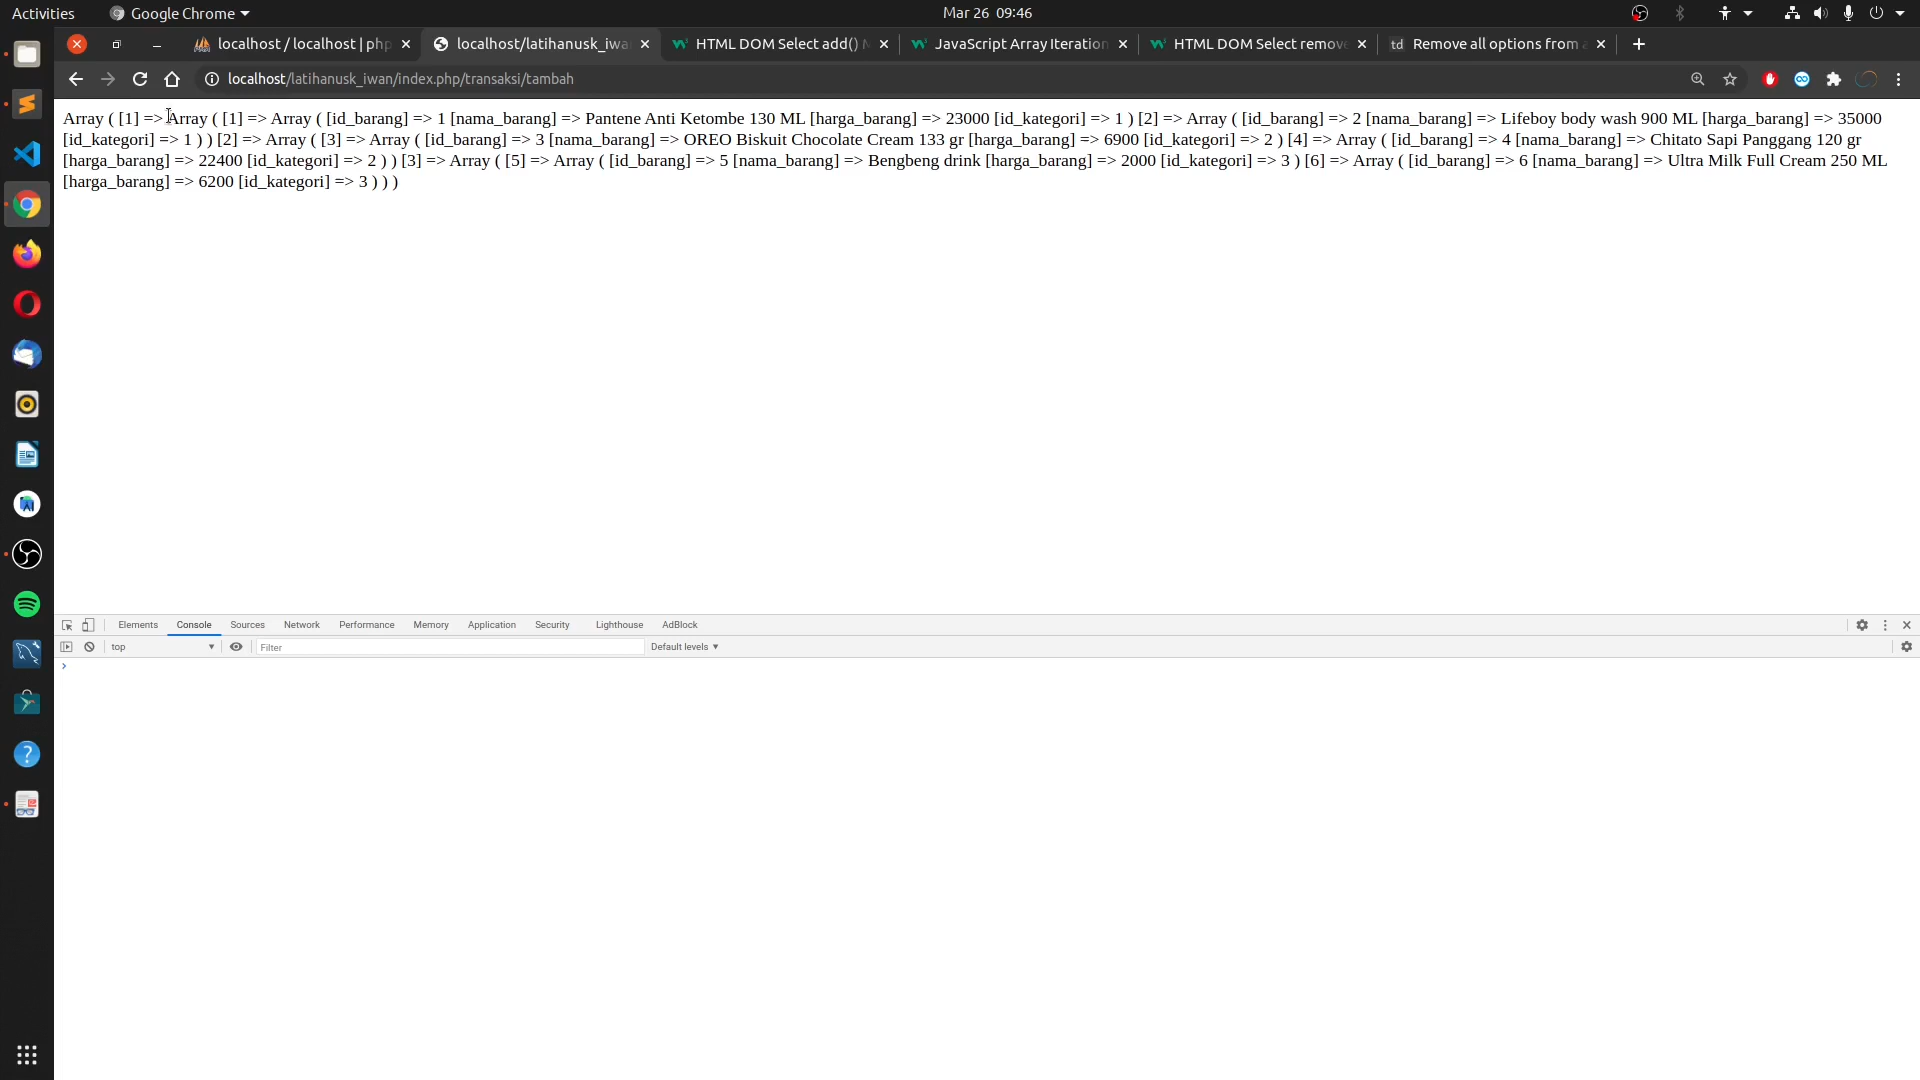 Activities
Google Chrome
Mar 26 09:46
localhost / localhost | php
localhost/latihanusk_iwan
HTML DOM Select add() M
JavaScript Array Iteration
HTML DOM Select remove
td
Remove all options from a
localhost/latihanusk_iwan/index.php/transaksi/tambah
Array ( [1] => Array ( [1] => Array ( [id_barang] => 1 [nama_barang] => Pantene Anti Ketombe 130 ML [harga_barang] => 23000 [id_kategori] => 1 ) [2] => Array ( [id_barang] => 2 [nama_barang] => Lifeboy body wash 900 ML [harga_barang] => 35000
[id_kategori] => 1 ) ) [2] => Array ( [3] => Array ( [id_barang] => 3 [nama_barang] => OREO Biskuit Chocolate Cream 133 gr [harga_barang] => 6900 [id_kategori] => 2 ) [4] => Array ( [id_barang] => 4 [nama_barang] => Chitato Sapi Panggang 120 gr
[harga_barang] => 22400 [id_kategori] => 2 ) ) [3] => Array ( [5] => Array ( [id_barang] => 5 [nama_barang] => Bengbeng drink [harga_barang] => 2000 [id_kategori] => 3 ) [6] => Array ( [id_barang] => 6 [nama_barang] => Ultra Milk Full Cream 250 ML
[harga_barang] => 6200 [id_kategori] => 3 ) ) )
Elements Console Sources Network Performance Memory Application Security Lighthouse AdBlock
top Filter Default levels